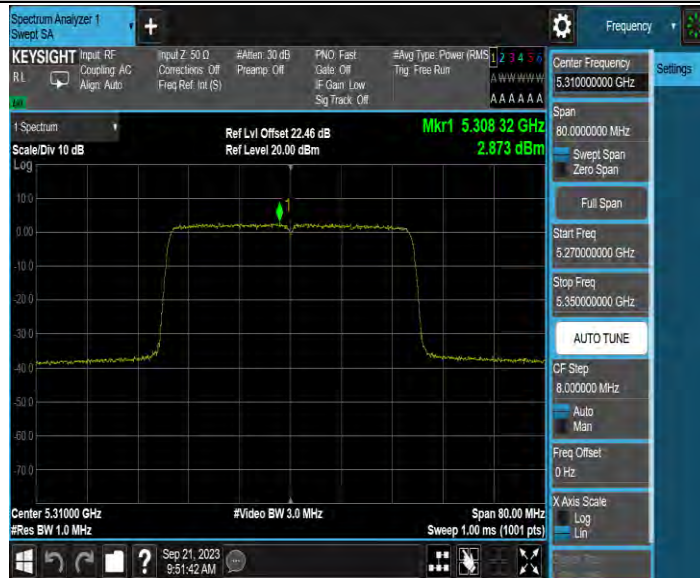 Spectrum Analyzer 1
Swept SA
+
Frequency
KEYSIGHT
RL
Input: RF
Coupling: AC
Align: Auto
Input Z: 50 Ω
Corrections: Off
Freq Ref: Int (S)
#Atten: 30 dB
Preamp: Off
PNO: Fast
Gate: Off
IF Gain: Low
Sig Track: Off
#Avg Type: Power (RMS
Trig: Free Run
1 2 3 4 5 6
A W W W W W
A A A A A A
Settings
1 Spectrum
Scale/Div 10 dB
Log
Ref Lvl Offset 22.46 dB
Ref Level 20.00 dBm
Mkr1 5.308 32 GHz
2.873 dBm
1
10.0
0.00
-10.0
-20.0
-30.0
-40.0
-50.0
-60.0
-70.0
Center 5.31000 GHz
#Res BW 1.0 MHz
#Video BW 3.0 MHz
Span 80.00 MHz
Sweep 1.00 ms (1001 pts)
Center Frequency
5.310000000 GHz
Span
80.0000000 MHz
Swept Span
Zero Span
Full Span
Start Freq
5.270000000 GHz
Stop Freq
5.350000000 GHz
AUTO TUNE
CF Step
8.000000 MHz
Auto
Man
Freq Offset
0 Hz
X Axis Scale
Log
Lin
?
Sep 21, 2023
9:51:42 AM